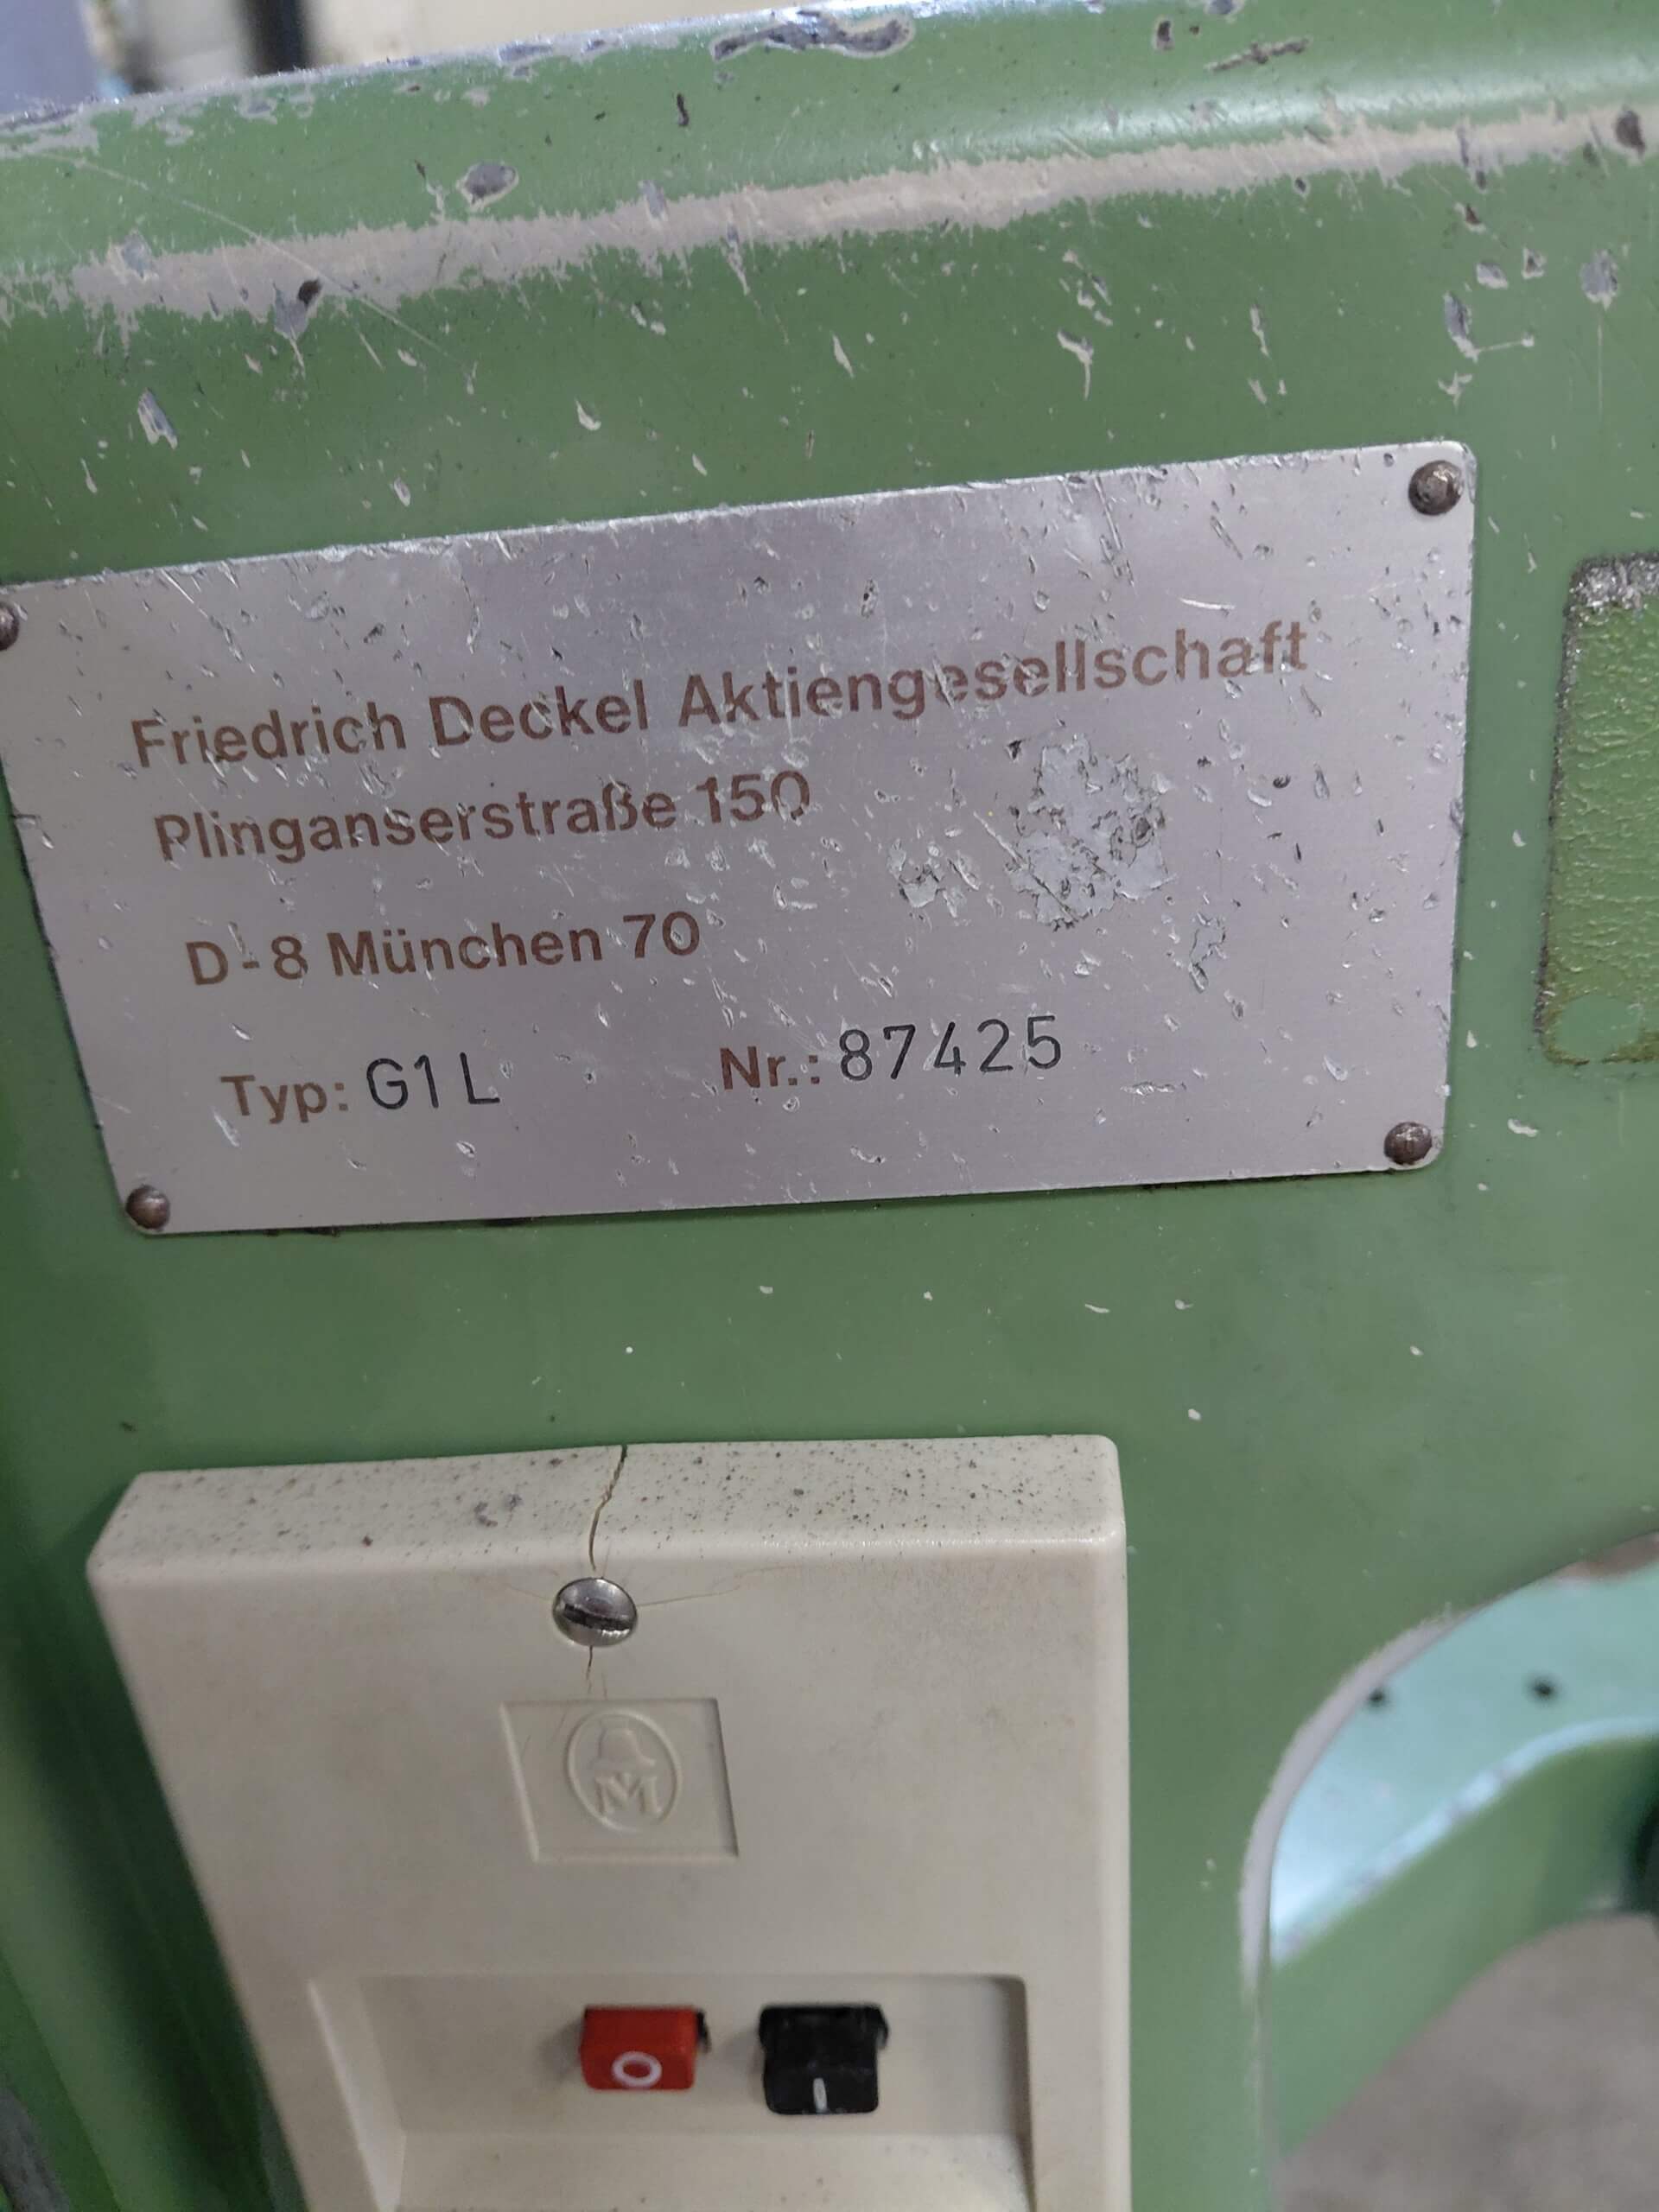 Friedrich Deckel Aktiengesellschaft
Plinganserstraße 150
D-8 München 70
Typ: G1L Nr.: 87425
M
O I